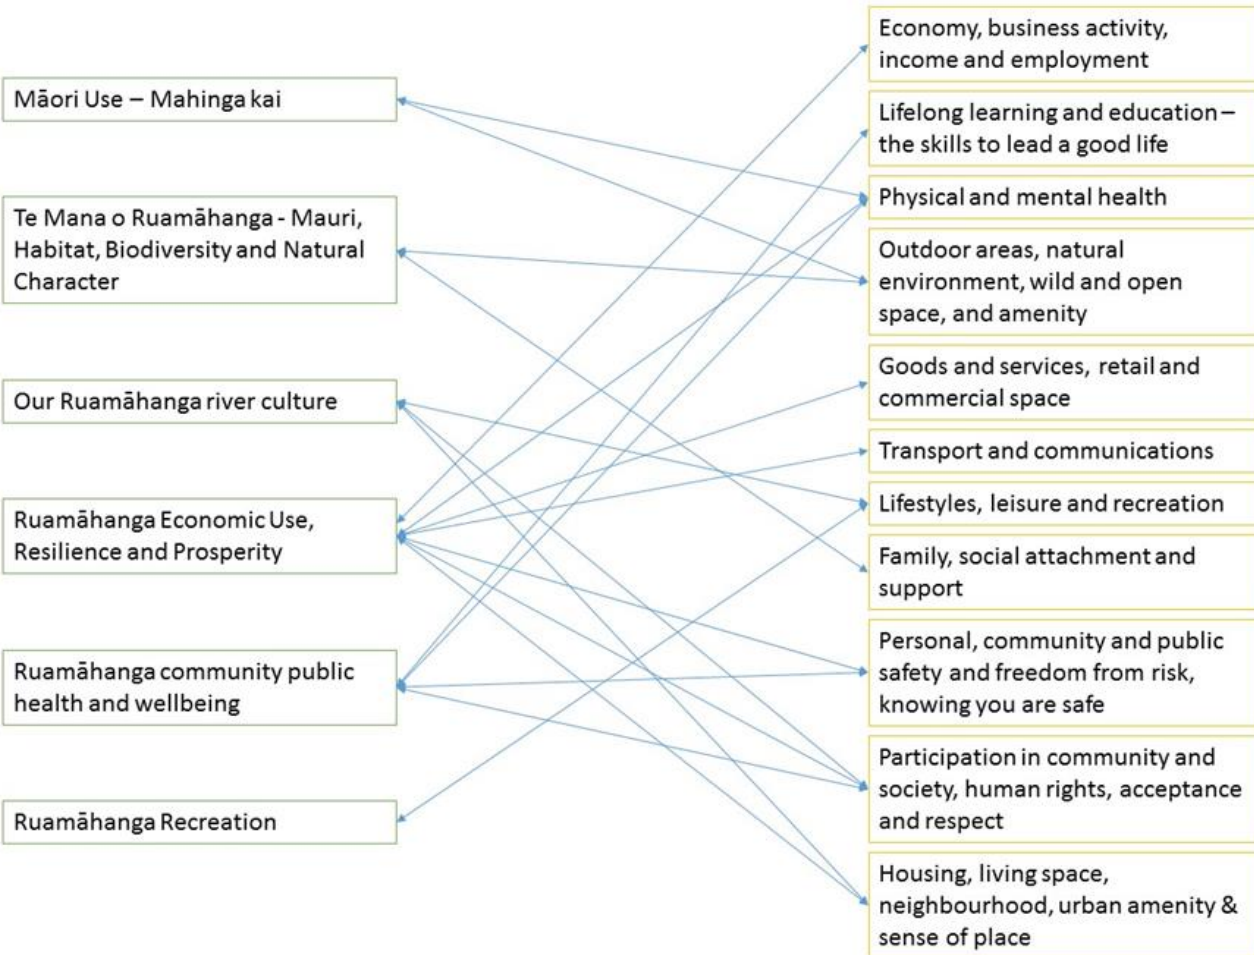 Māori Use – Mahinga kai
Te Mana o Ruamāhanga - Mauri,
Habitat, Biodiversity and Natural
Character
Our Ruamāhanga river culture
Ruamāhanga Economic Use,
Resilience and Prosperity
Ruamāhanga community public
health and wellbeing
Ruamāhanga Recreation
Economy, business activity,
income and employment
Lifelong learning and education –
the skills to lead a good life
Physical and mental health
Outdoor areas, natural
environment, wild and open
space, and amenity
Goods and services, retail and
commercial space
Transport and communications
Lifestyles, leisure and recreation
Family, social attachment and
support
Personal, community and public
safety and freedom from risk,
knowing you are safe
Participation in community and
society, human rights, acceptance
and respect
Housing, living space,
neighbourhood, urban amenity &
sense of place